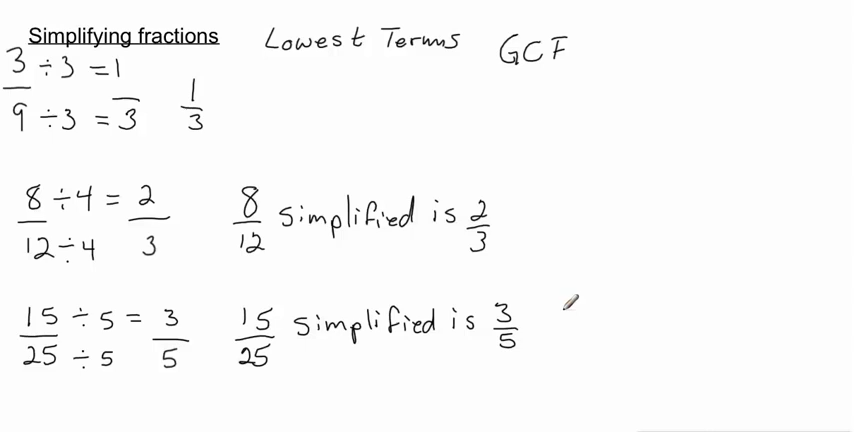 Simplifying fractions Lowest Terms GCF
3 ÷ 3 = 1
9 ÷ 3 = 3
1
3
8 ÷ 4 = 2
12 ÷ 4 3
8
12 simplified is 2
3
15 ÷ 5 = 3
25 ÷ 5 5
15
25 simplified is 3
5